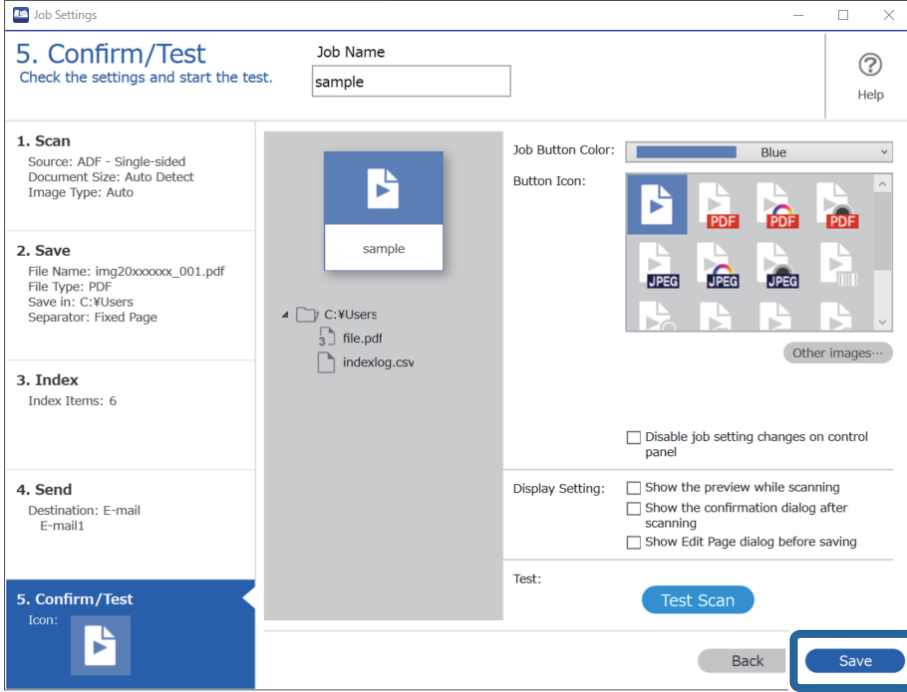 Job Settings
5. Confirm/Test
Check the settings and start the test.
Job Name
sample
Help
1. Scan
Source: ADF - Single-sided
Document Size: Auto Detect
Image Type: Auto
2. Save
File Name: img20xxxxxx_001.pdf
File Type: PDF
Save in: C:¥Users
Separator: Fixed Page
3. Index
Index Items: 6
4. Send
Destination: E-mail
E-mail1
5. Confirm/Test
Icon:
sample
C:¥Users
3 file.pdf
indexlog.csv
Job Button Color:
Blue
Button Icon:
PDF PDF PDF
JPEG JPEG JPEG
Other images···
Disable job setting changes on control
panel
Display Setting:
Show the preview while scanning
Show the confirmation dialog after
scanning
Show Edit Page dialog before saving
Test:
Test Scan
Back
Save